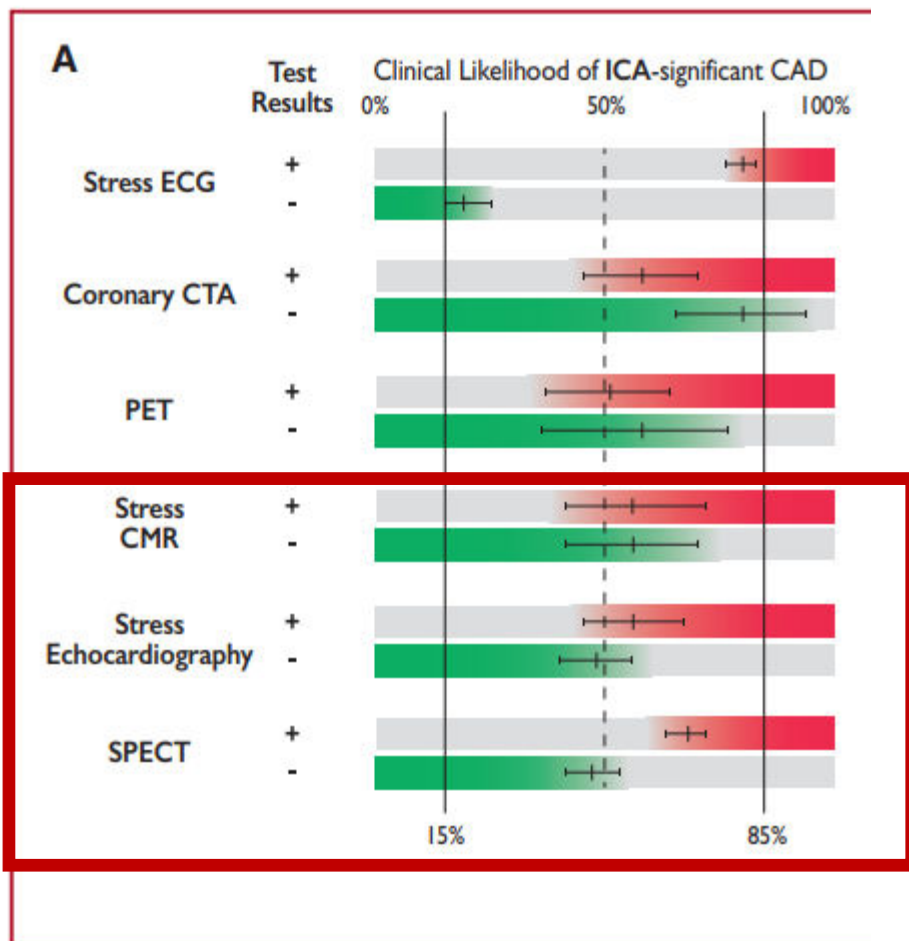 A
Test Results
Clinical Likelihood of ICA-significant CAD
0% 50% 100%
Stress ECG
+
-
Coronary CTA
+
-
PET
+
-
Stress
CMR
+
-
Stress
Echocardiography
+
-
SPECT
+
-
15% 85%